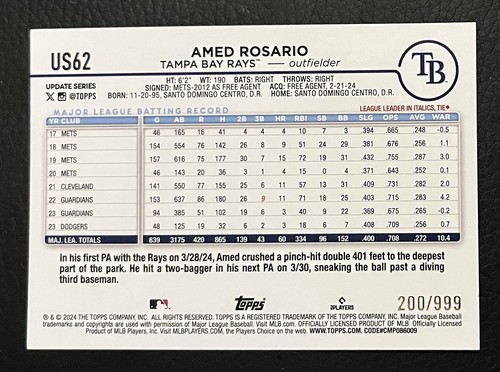 US62
AMED ROSARIO
TAMPA BAY RAYS™ — outfielder
TB
UPDATE SERIES
@TOPPS
HT: 6'2" WT: 190 BATS: RIGHT THROWS: RIGHT
SIGNED: METS-2012 AS FREE AGENT ACQ: FREE AGENT, 2-21-24
BORN: 11-20-95, SANTO DOMINGO CENTRO, D.R. HOME: SANTO DOMINGO CENTRO, D.R.
MAJOR LEAGUE BATTING RECORD LEAGUE LEADER IN ITALICS, TIE♦
YR CLUB G AB R H 2B 3B HR RBI SB BB SLG OPS AVG WAR
17 METS 46 165 16 41 4 4 4 10 7 3 .394 .665 .248 -0.5
18 METS 154 554 76 142 26 8 9 51 24 29 .381 .676 .256 1.1
19 METS 157 616 75 177 30 7 15 72 19 31 .432 .755 .287 3.0
20 METS 46 143 20 36 3 1 4 15 0 4 .371 .643 .252 0.1
21 CLEVELAND 141 550 77 155 25 6 11 57 13 31 .409 .731 .282 2.0
22 GUARDIANS 153 637 86 180 26 9 11 71 18 25 .403 .715 .283 4.2
23 GUARDIANS 94 385 51 102 19 6 3 40 9 22 .369 .675 .265 -0.2
23 DODGERS 48 125 19 32 6 2 3 18 6 7 .408 .709 .256 0.7
MAJ. LEA. TOTALS 839 3175 420 865 139 43 60 334 96 152 .400 .708 .272 10.4
In his first PA with the Rays on 3/28/24, Amed crushed a pinch-hit double 401 feet to the deepest
part of the park. He hit a two-bagger in his next PA on 3/30, sneaking the ball past a diving
third baseman.
Topps
PLAYERS
200/999
® & © 2024 THE TOPPS COMPANY, INC. ALL RIGHTS RESERVED. TOPPS IS A REGISTERED TRADEMARK OF THE TOPPS COMPANY, INC. Major League Baseball
trademarks and copyrights are used with permission of Major League Baseball. Visit MLB.com. OFFICIALLY LICENSED PRODUCT OF MLB. Official Licensed
Product of MLB Players, Inc. Visit MLBPLAYERS.com, the Players Choice on the Web. WWW.TOPPS.COM. CODE#CMP086009